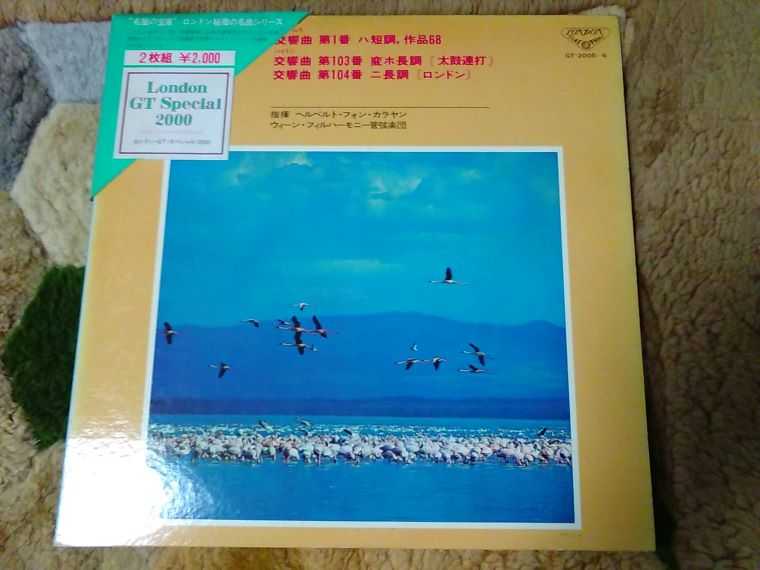 "名盤の宝庫" ロンドン秘蔵の名曲シリーズ
2枚組 ¥2,000
London
GT Special
2000
交響曲 第1番 ハ短調, 作品68
交響曲 第103番 変ホ長調〔太鼓連打〕
交響曲 第104番 ニ長調〔ロンドン〕
指揮 ヘルベルト・フォン・カラヤン
ウィーン・フィルハーモニー管弦楽団
LONDON